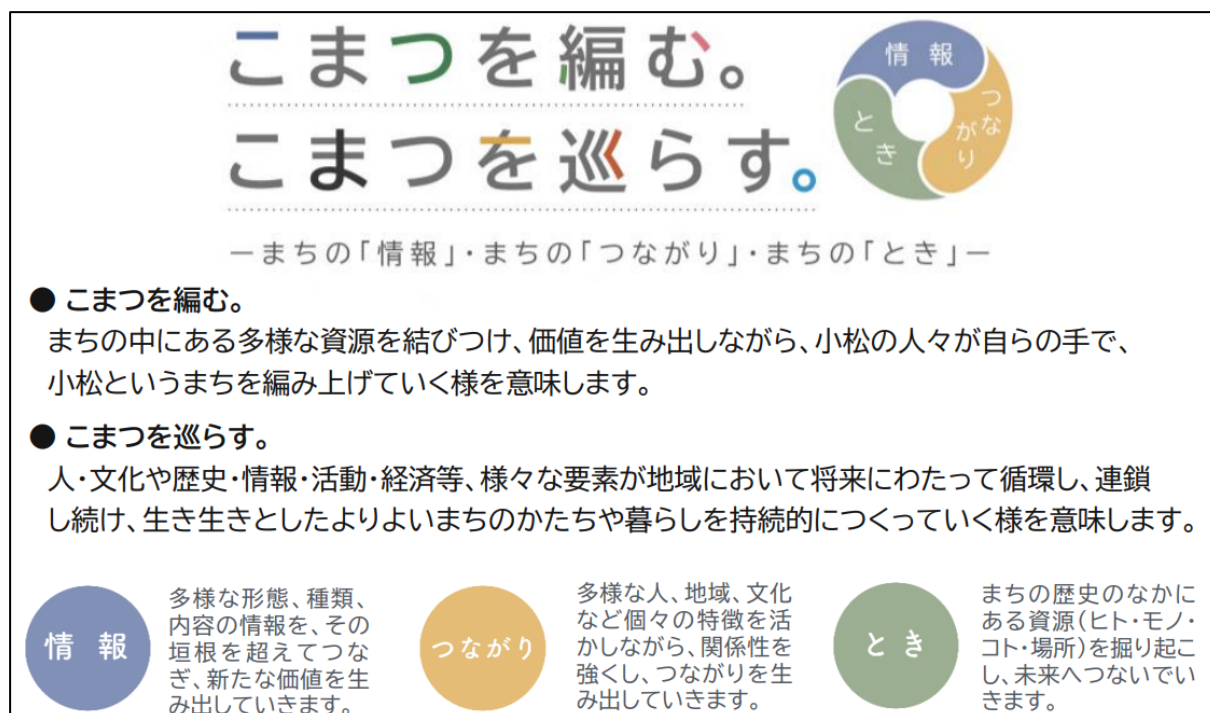 こまつを編む。
こまつを巡らす。
情報
つながり
とき
－まちの「情報」・まちの「つながり」・まちの「とき」－
● こまつを編む。
まちの中にある多様な資源を結びつけ、価値を生み出しながら、小松の人々が自らの手で、
小松というまちを編み上げていく様を意味します。
● こまつを巡らす。
人・文化や歴史・情報・活動・経済等、様々な要素が地域において将来にわたって循環し、連鎖
し続け、生き生きとしたよりよいまちのかたちや暮らしを持続的につくっていく様を意味します。
情報
多様な形態、種類、
内容の情報を、その
垣根を超えてつな
ぎ、新たな価値を生
み出していきます。
つながり
多様な人、地域、文化
など個々の特徴を活
かしながら、関係性を
強くし、つながりを生
み出していきます。
とき
まちの歴史のなかに
ある資源(ヒト・モノ・
コト・場所)を掘り起こ
し、未来へつないでい
きます。